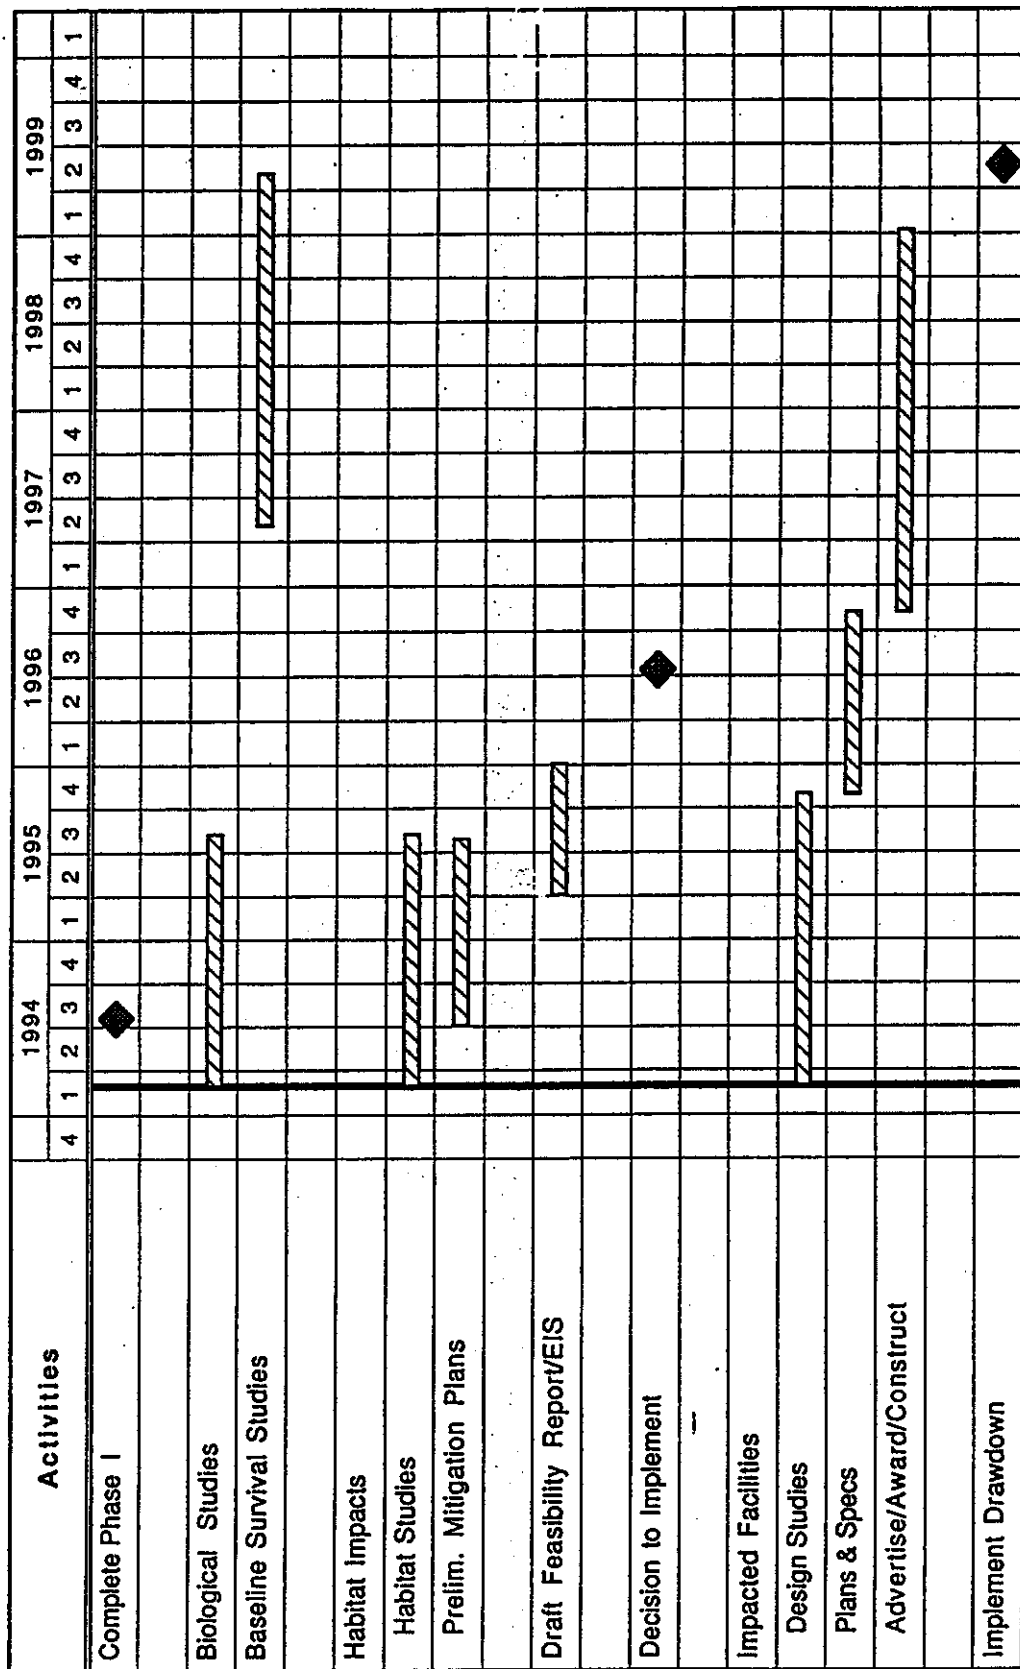 Activities 1994 1995 1996 1997 1998 1999
4 1 2 3 4 1 2 3 4 1 2 3 4 1 2 3 4 1 2 3 4 1 2 3 4 1
Complete Phase I
Biological Studies
Baseline Survival Studies
Habitat Impacts
Habitat Studies
Prelim. Mitigation Plans
Draft Feasibility Report/EIS
Decision to Implement
Impacted Facilities
Design Studies
Plans & Specs
Advertise/Award/Construct
Implement Drawdown